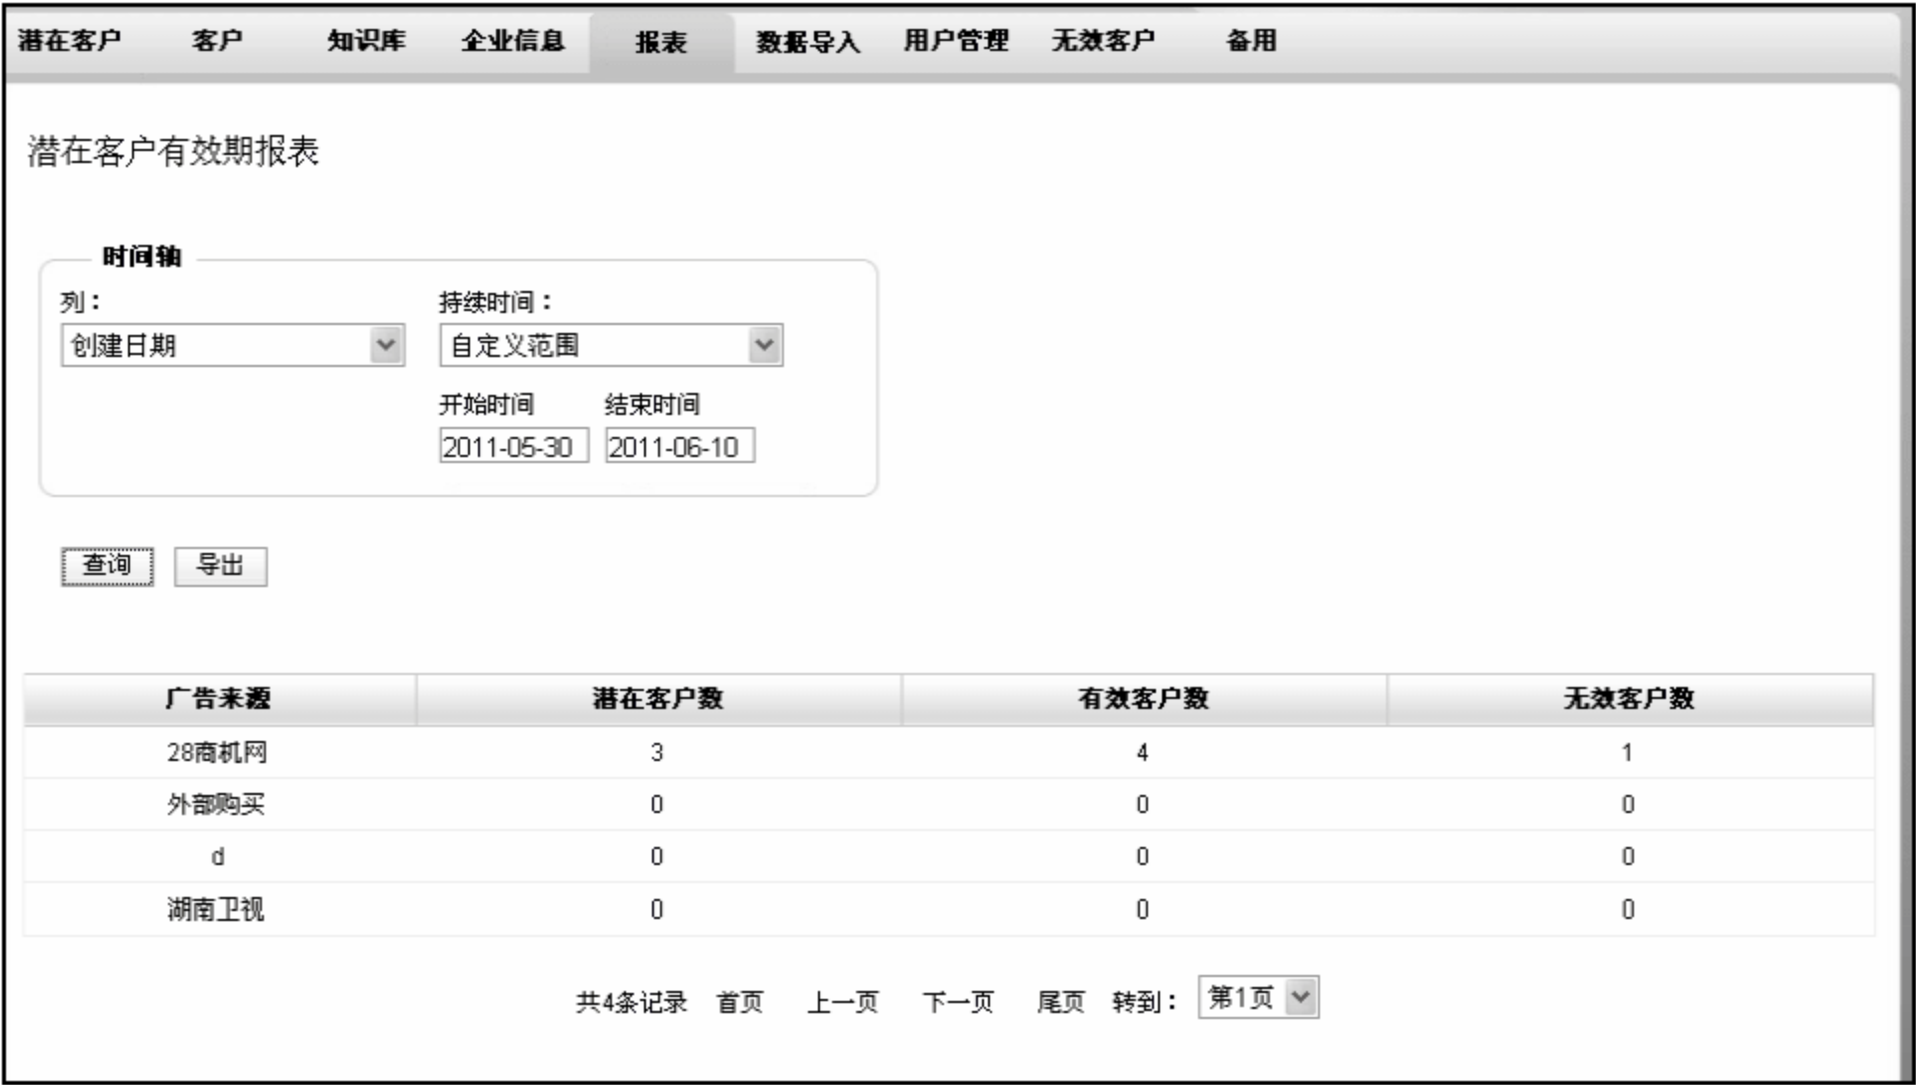 潜在客户 客户 知识库 企业信息 报表 数据导入 用户管理 无效客户 备用
潜在客户有效期报表
时间轴
列： 持续时间：
创建日期 自定义范围
开始时间 结束时间
2011-05-30 2011-06-10
查询 导出
广告来源 潜在客户数 有效客户数 无效客户数
28商机网 3 4 1
外部购买 0 0 0
d 0 0 0
湖南卫视 0 0 0
共4条记录 首页 上一页 下一页 尾页 转到： 第1页